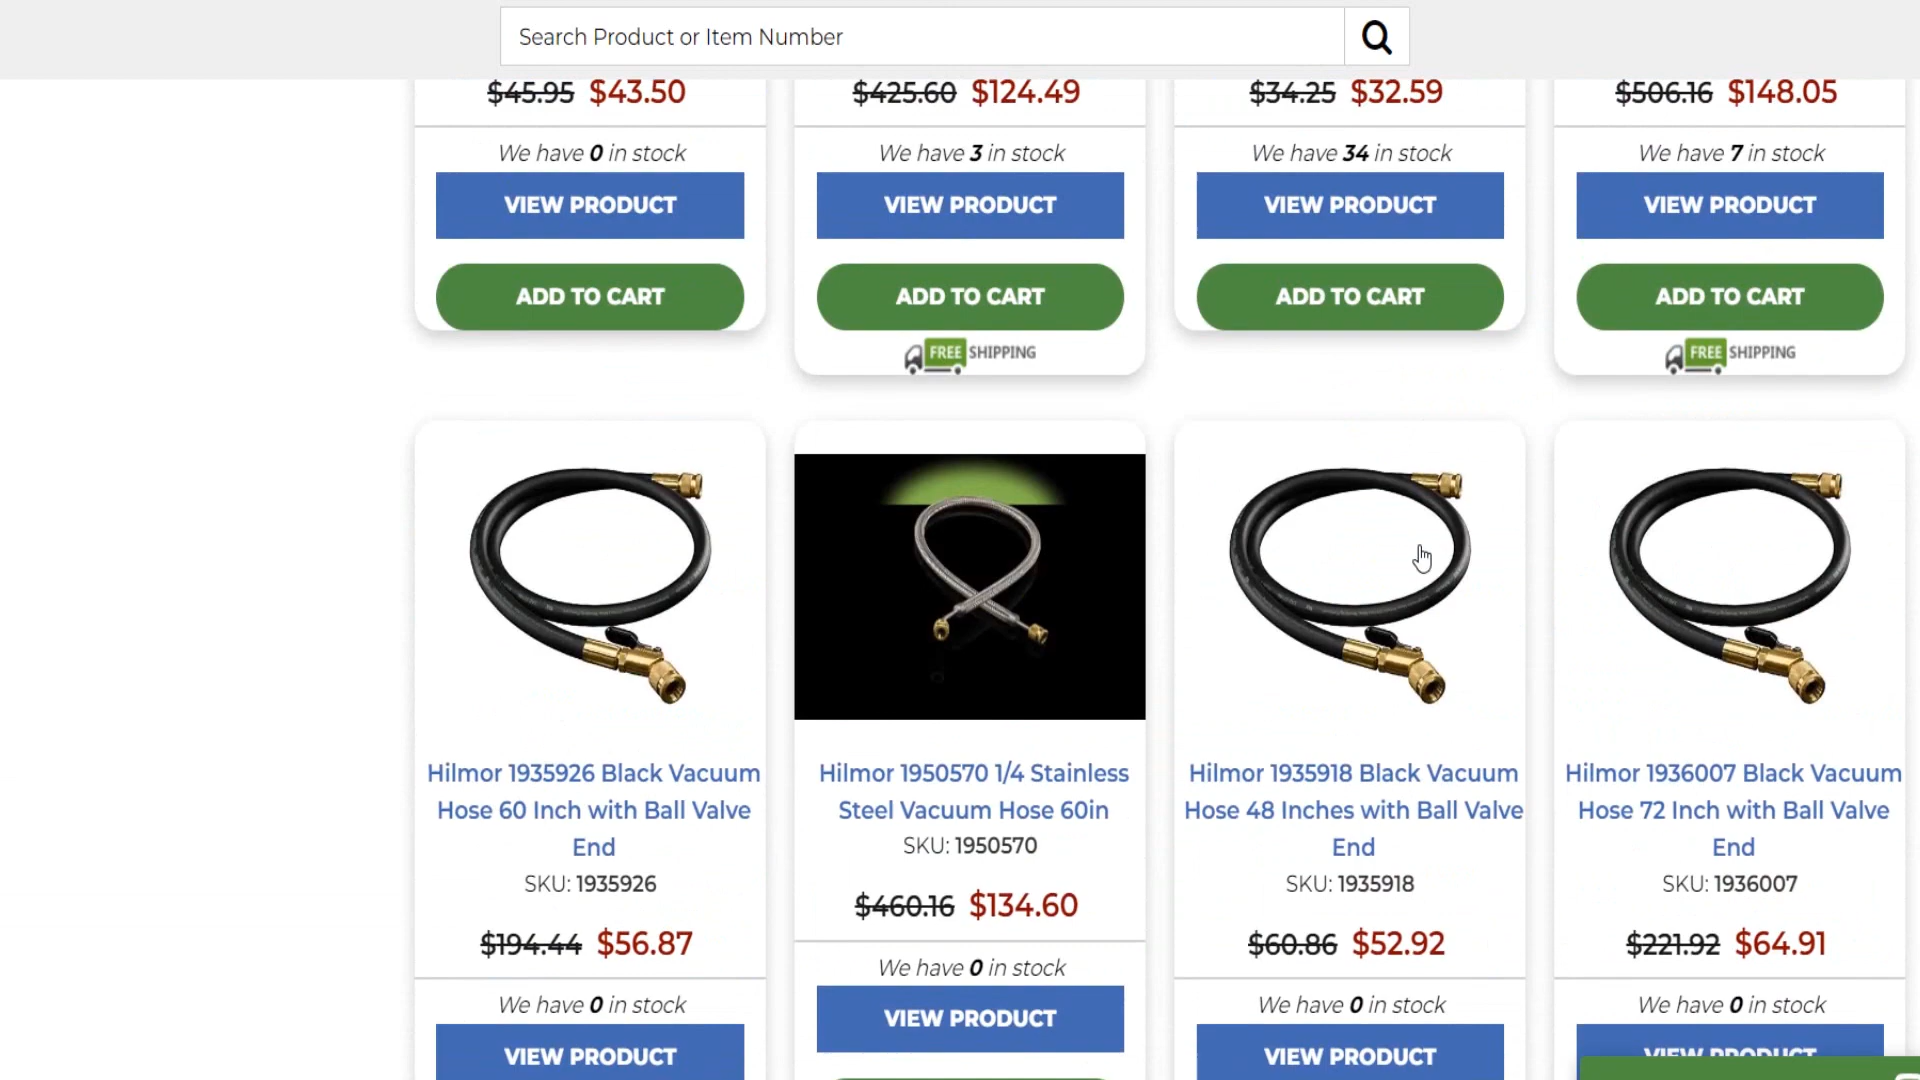 Search Product or Item Number
$45.95 $43.50
$425.60 $124.49
$34.25 $32.59
$506.16 $148.05
We have 0 in stock
We have 3 in stock
We have 34 in stock
We have 7 in stock
VIEW PRODUCT
VIEW PRODUCT
VIEW PRODUCT
VIEW PRODUCT
ADD TO CART
ADD TO CART
ADD TO CART
ADD TO CART
FREE SHIPPING
FREE SHIPPING
Hilmor 1935926 Black Vacuum
Hose 60 Inch with Ball Valve
End
SKU: 1935926
$194.44 $56.87
We have 0 in stock
VIEW PRODUCT
Hilmor 1950570 1/4 Stainless
Steel Vacuum Hose 60in
SKU: 1950570
$460.16 $134.60
We have 0 in stock
VIEW PRODUCT
Hilmor 1935918 Black Vacuum
Hose 48 Inches with Ball Valve
End
SKU: 1935918
$60.86 $52.92
We have 0 in stock
VIEW PRODUCT
Hilmor 1936007 Black Vacuum
Hose 72 Inch with Ball Valve
End
SKU: 1936007
$221.92 $64.91
We have 0 in stock
VIEW PRODUCT